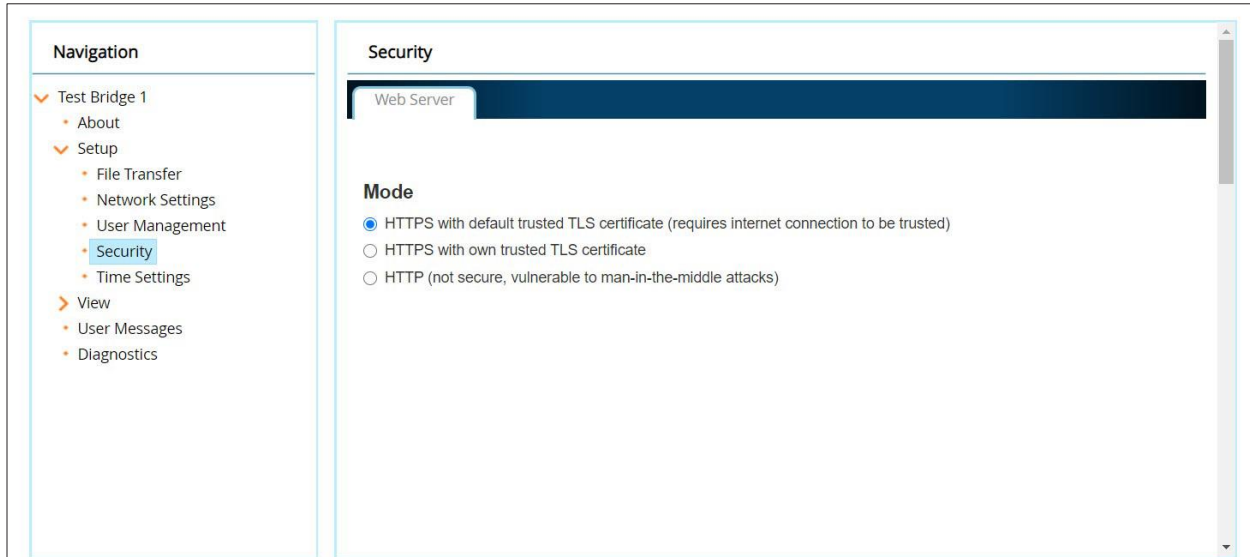 Navigation
Test Bridge 1
About
Setup
File Transfer
Network Settings
User Management
Security
Time Settings
View
User Messages
Diagnostics
Security
Web Server
Mode
HTTPS with default trusted TLS certificate (requires internet connection to be trusted)
HTTPS with own trusted TLS certificate
HTTP (not secure, vulnerable to man-in-the-middle attacks)